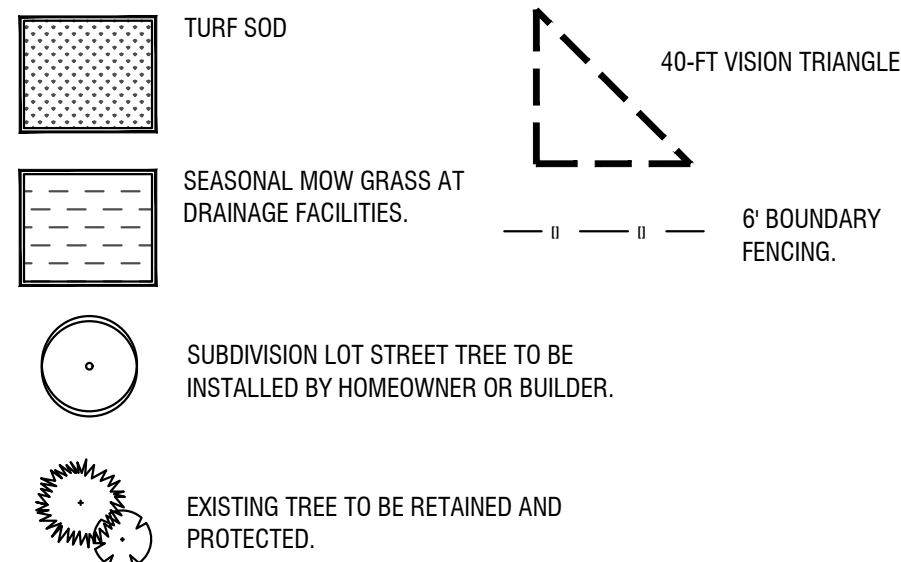 TURF SOD
SEASONAL MOW GRASS AT
DRAINAGE FACILITIES.
SUBDIVISION LOT STREET TREE TO BE
INSTALLED BY HOMEOWNER OR BUILDER.
EXISTING TREE TO BE RETAINED AND
PROTECTED.
40-FT VISION TRIANGLE
6' BOUNDARY
FENCING.